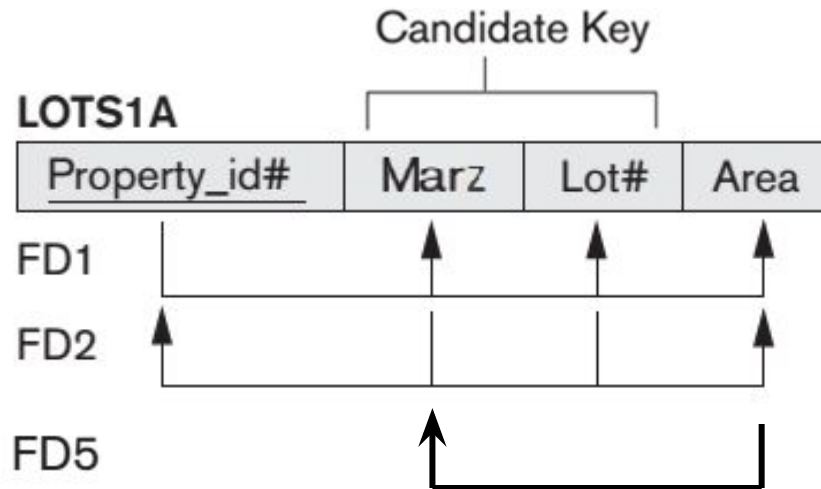 Candidate Key
LOTS1A
Property_id# Marz Lot# Area
FD1
FD2
FD5